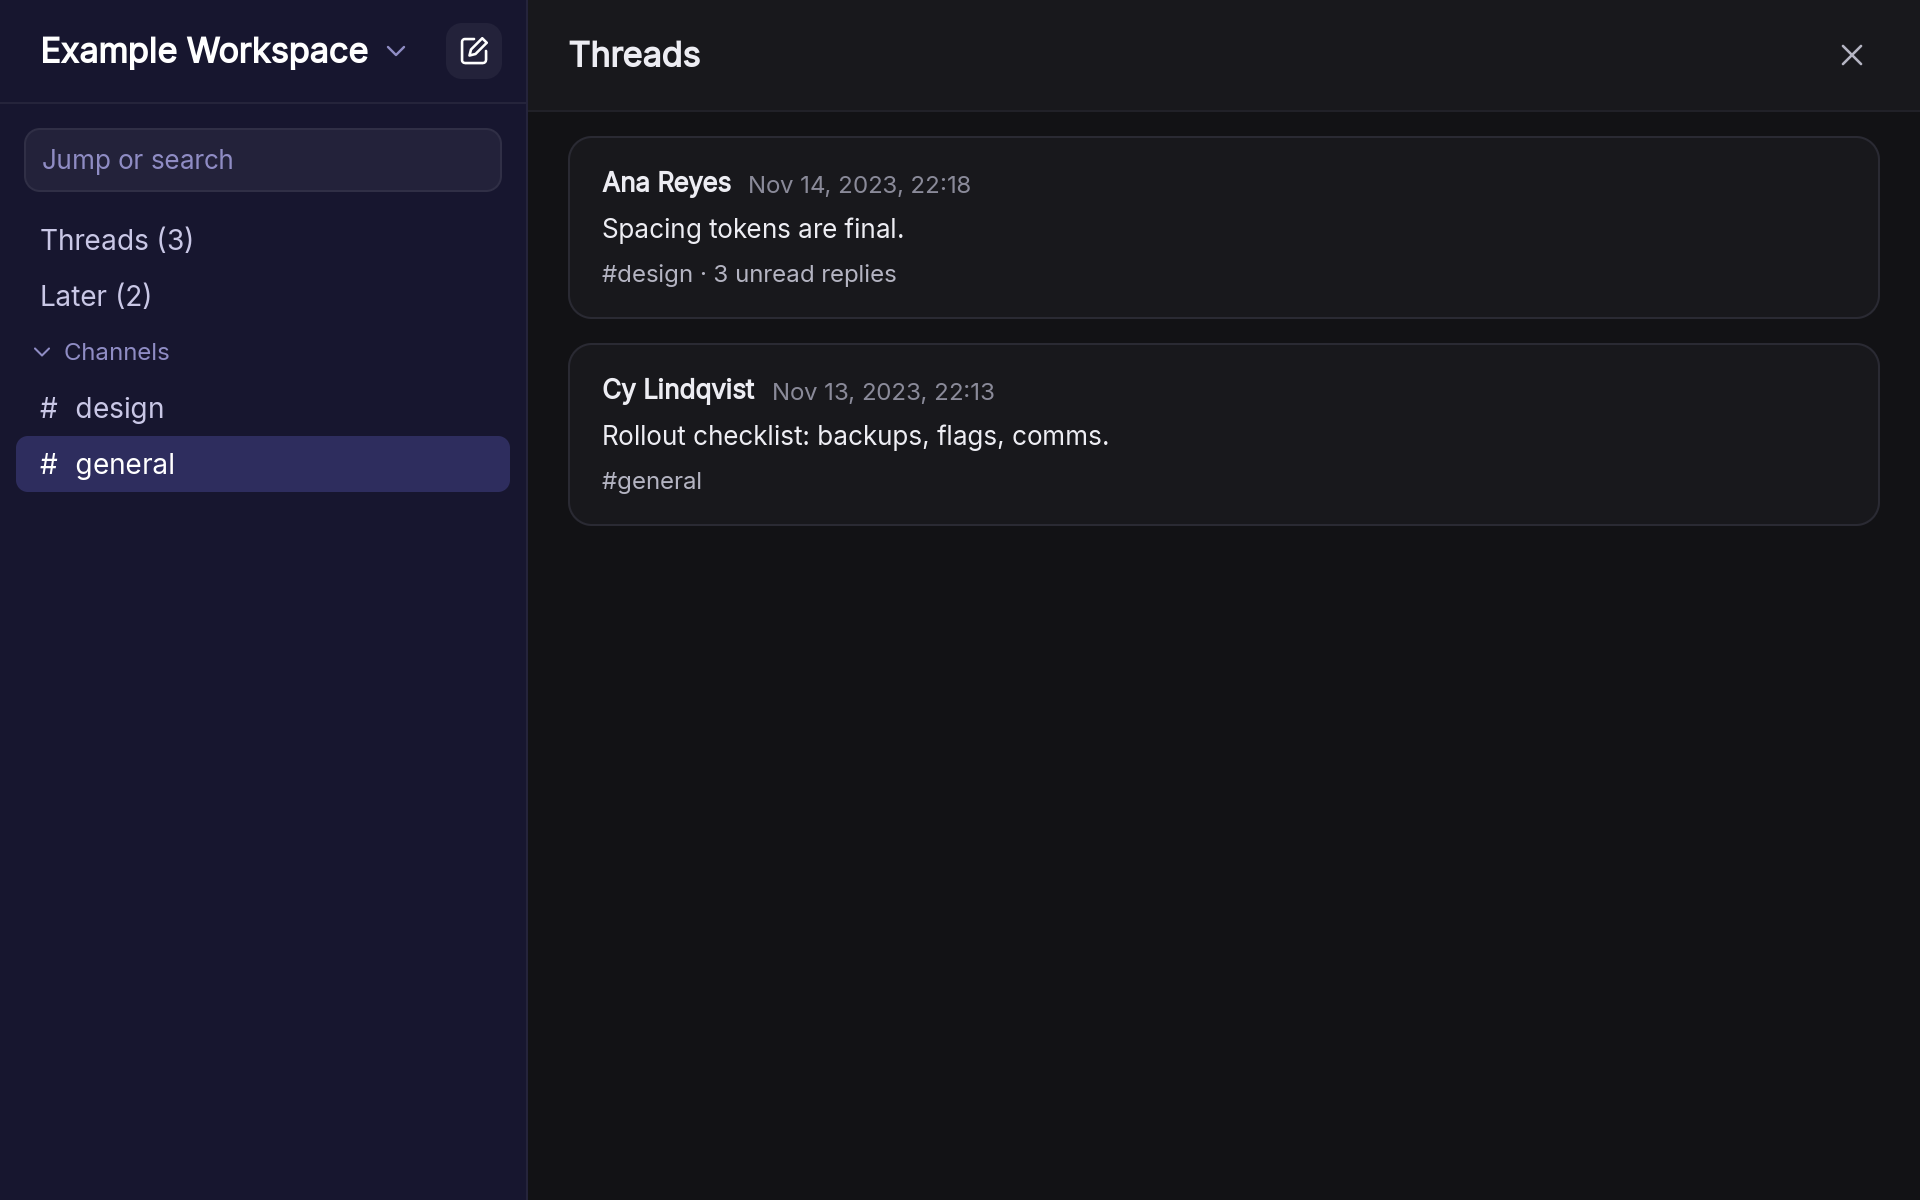 Example Workspace
Jump or search
Threads (3)
Later (2)
Channels
# design
# general
Threads
Ana Reyes Nov 14, 2023, 22:18
Spacing tokens are final.
#design · 3 unread replies
Cy Lindqvist Nov 13, 2023, 22:13
Rollout checklist: backups, flags, comms.
#general